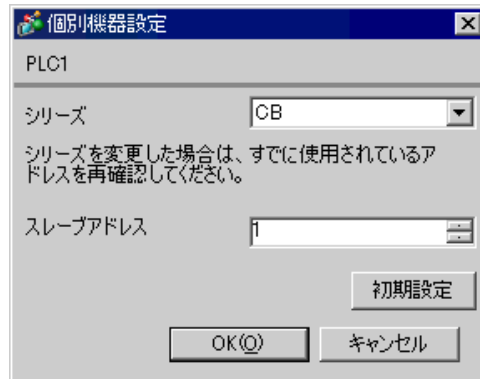 個別機器設定
PLC1
シリーズ
CB
シリーズを変更した場合は、すでに使用されているア
ドレスを再確認してください。
スレーブアドレス
1
初期設定
OK(O)
キャンセル